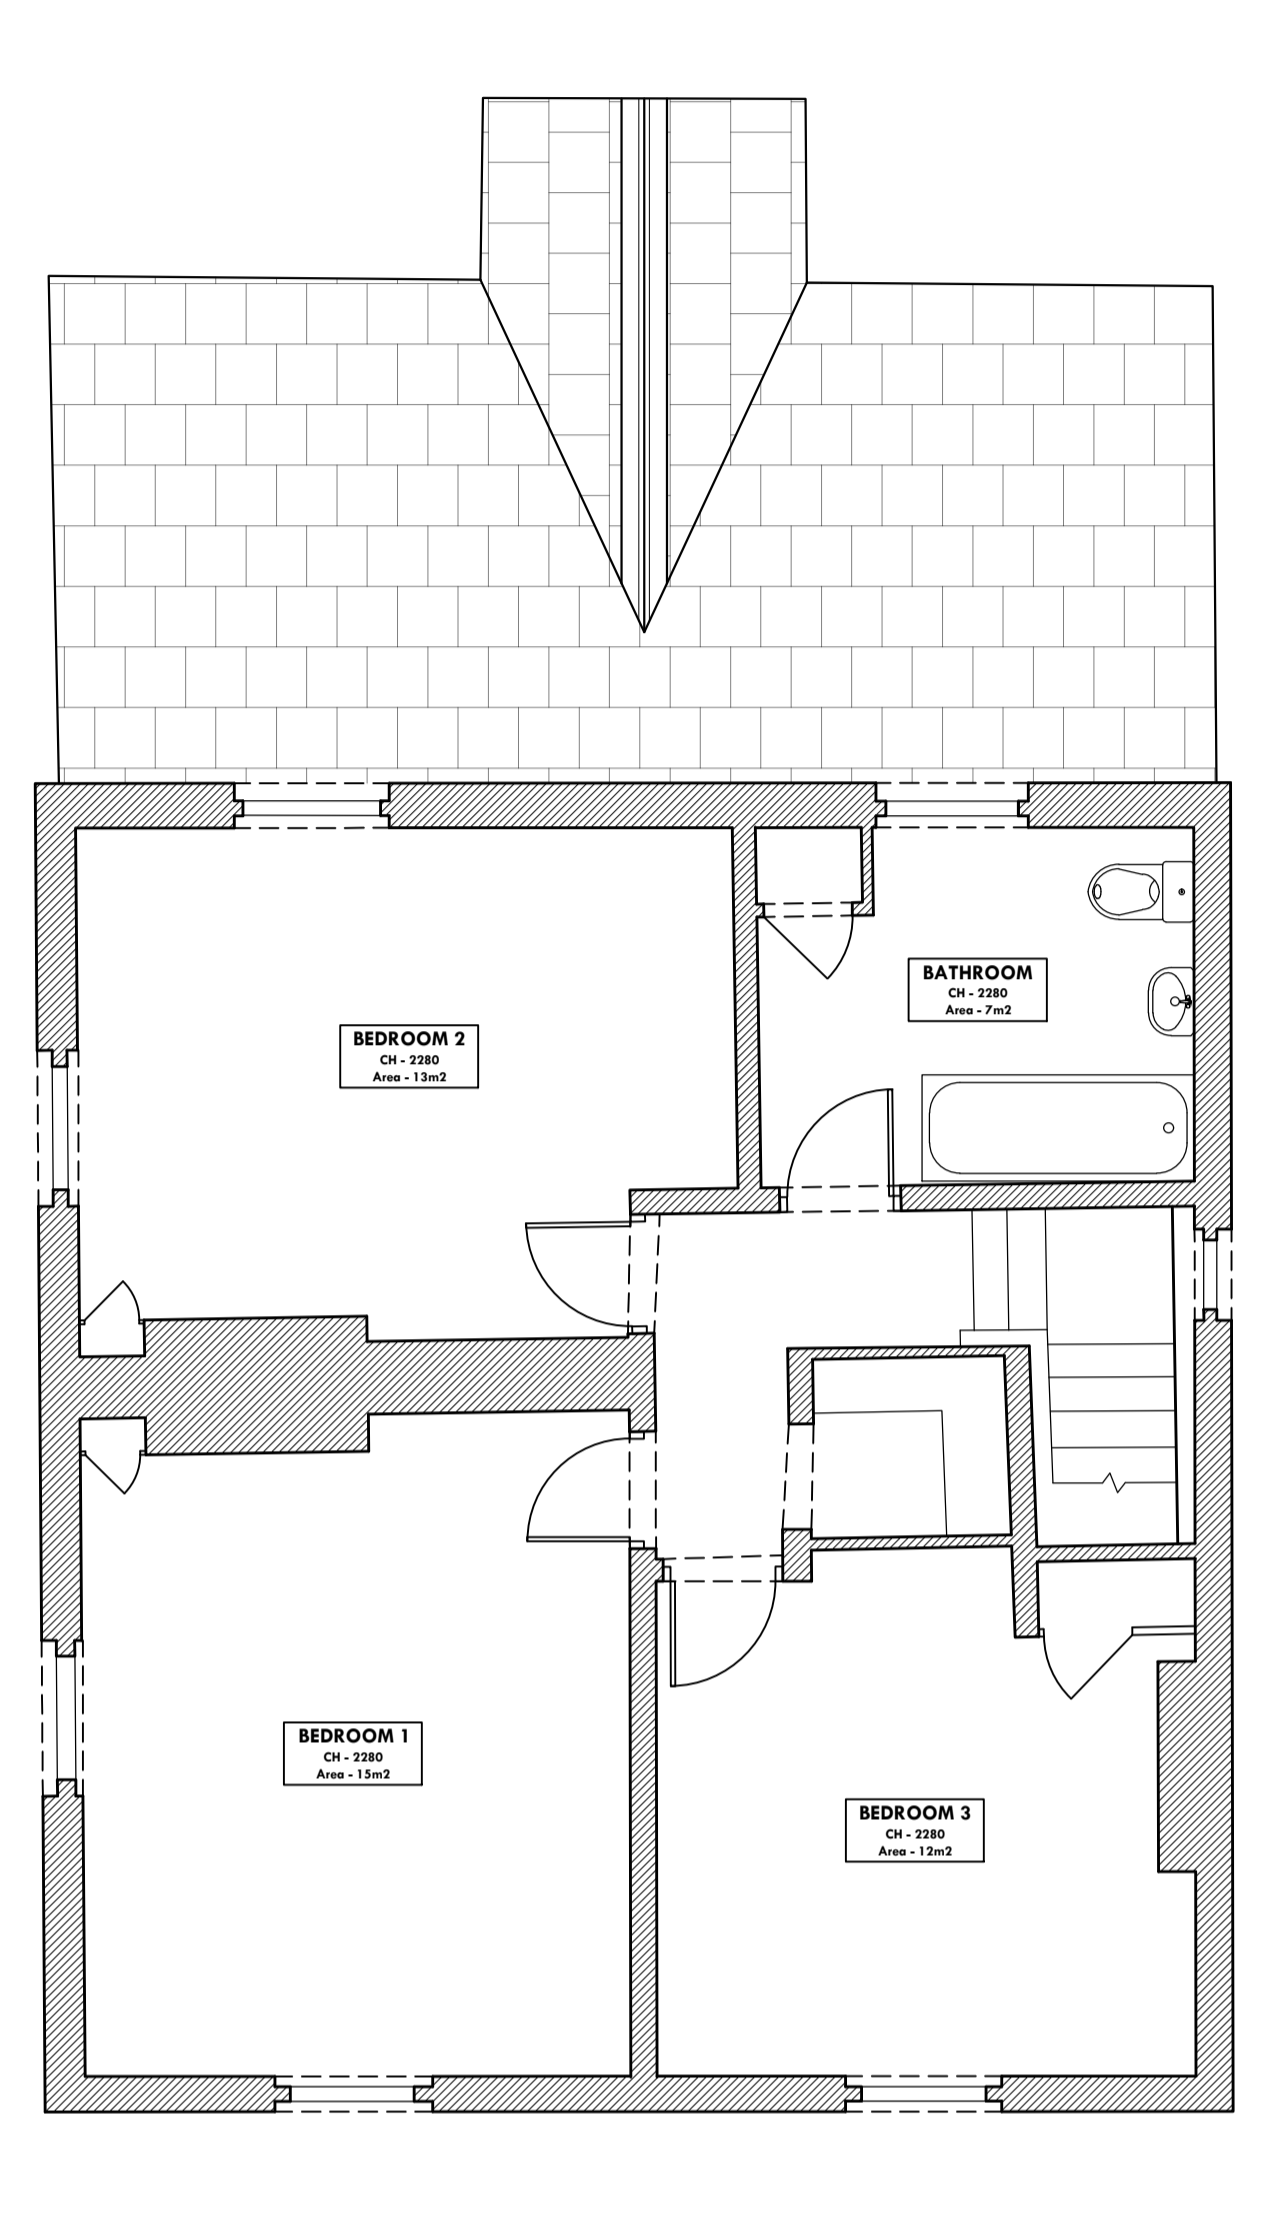 BATHROOM
CH - 2280
Area - 7m2
BEDROOM 2
CH - 2280
Area - 13m2
BEDROOM 1
CH - 2280
Area - 15m2
BEDROOM 3
CH - 2280
Area - 12m2